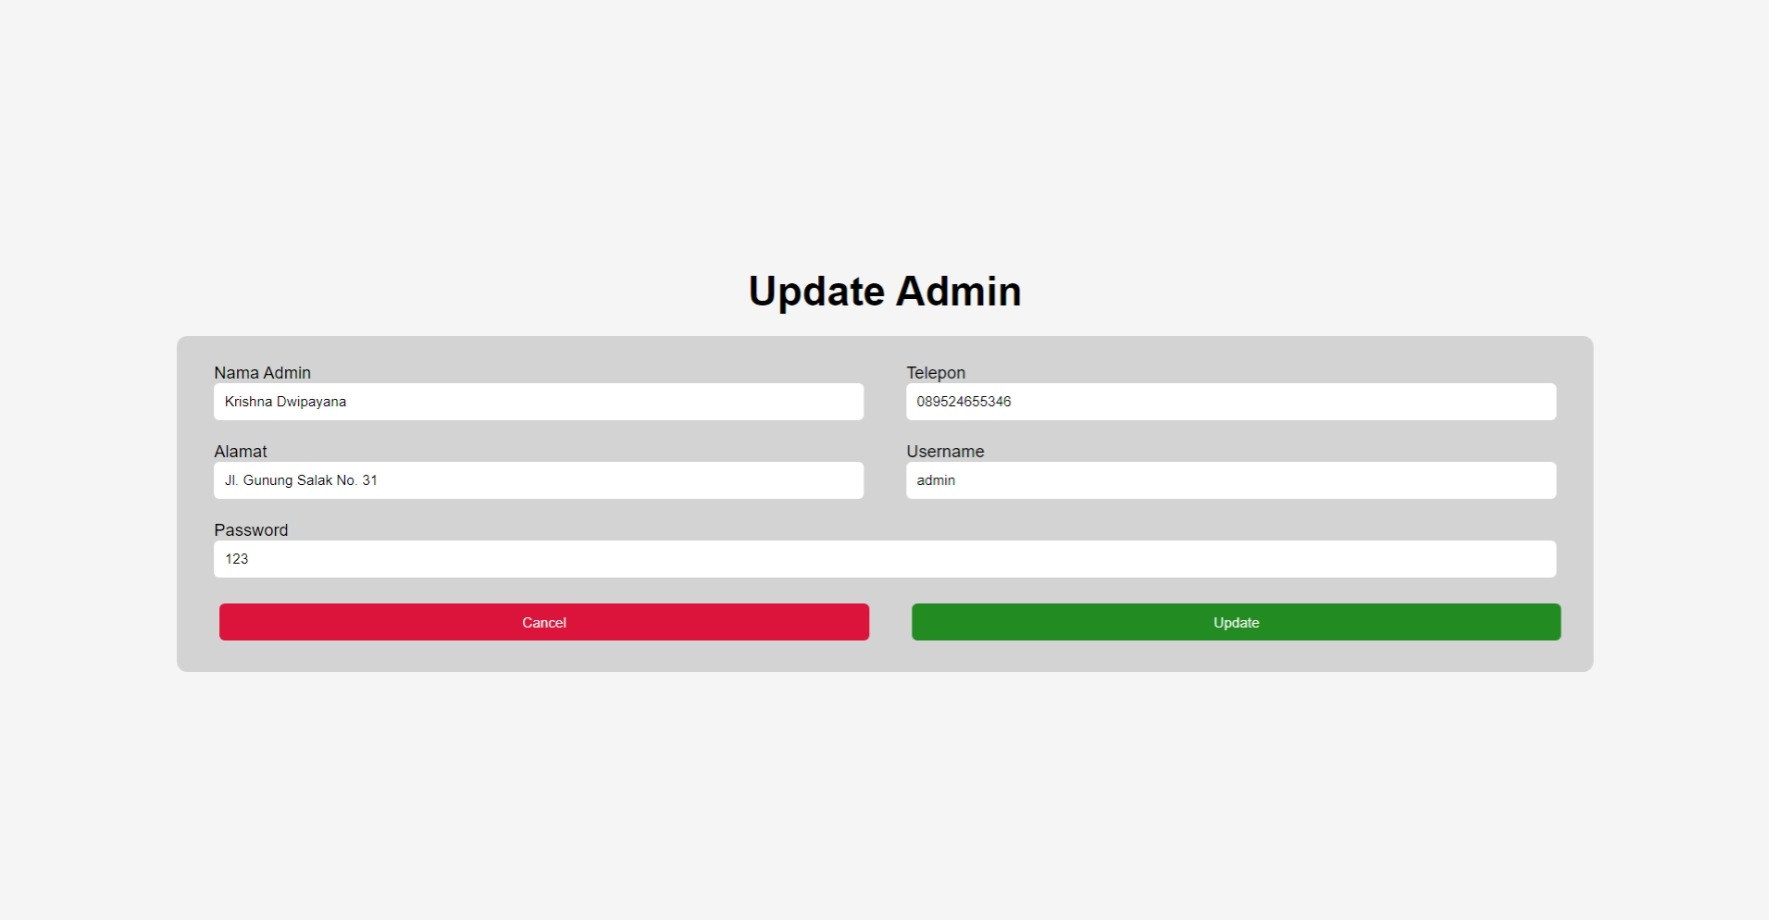 Update Admin
Nama Admin
Krishna Dwipayana
Telepon
089524655346
Alamat
Jl. Gunung Salak No. 31
Username
admin
Password
123
Cancel
Update